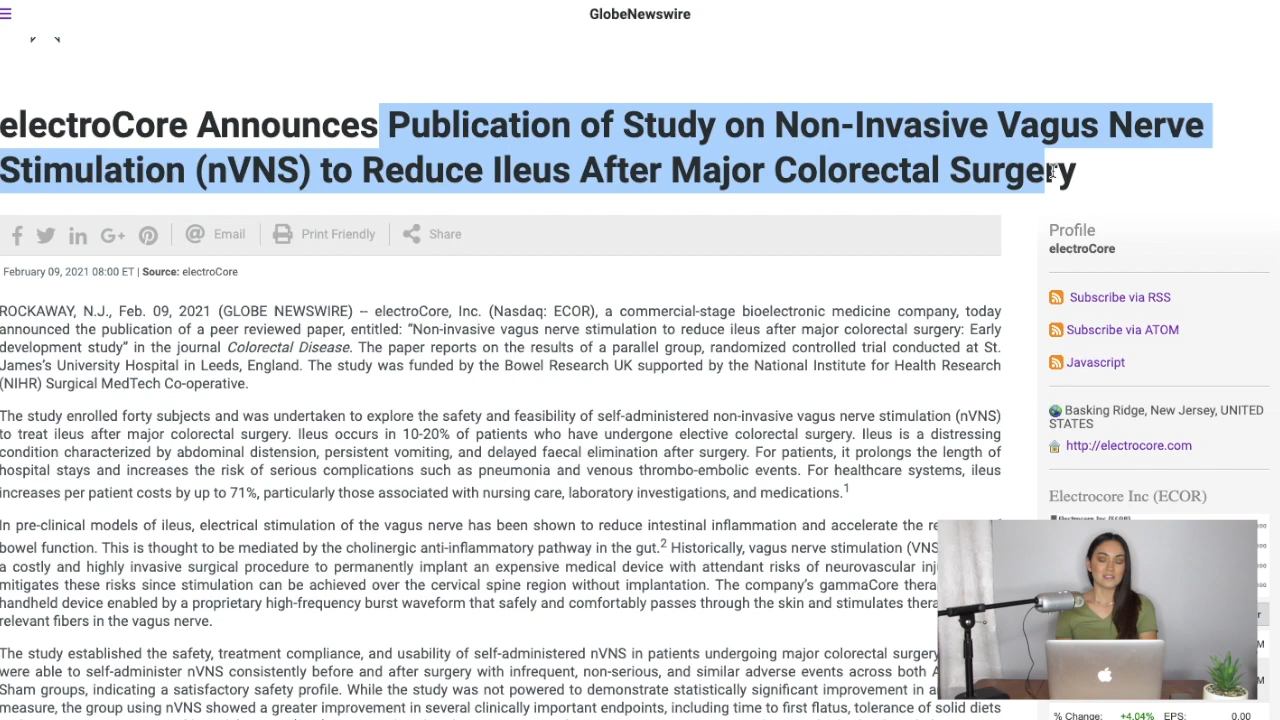 GlobeNewswire
electroCore Announces Publication of Study on Non-Invasive Vagus Nerve
Stimulation (nVNS) to Reduce Ileus After Major Colorectal Surgery
Email
Print Friendly
Share
February 09, 2021 08:00 ET | Source: electroCore
ROCKAWAY, N.J., Feb. 09, 2021 (GLOBE NEWSWIRE) -- electroCore, Inc. (Nasdaq: ECOR), a commercial-stage bioelectronic medicine company, today
announced the publication of a peer reviewed paper, entitled: “Non-invasive vagus nerve stimulation to reduce ileus after major colorectal surgery: Early
development study” in the journal Colorectal Disease. The paper reports on the results of a parallel group, randomized controlled trial conducted at St.
James’s University Hospital in Leeds, England. The study was funded by the Bowel Research UK supported by the National Institute for Health Research
(NIHR) Surgical MedTech Co-operative.
The study enrolled forty subjects and was undertaken to explore the safety and feasibility of self-administered non-invasive vagus nerve stimulation (nVNS)
to treat ileus after major colorectal surgery. Ileus occurs in 10-20% of patients who have undergone elective colorectal surgery. Ileus is a distressing
condition characterized by abdominal distension, persistent vomiting, and delayed faecal elimination after surgery. For patients, it prolongs the length of
hospital stays and increases the risk of serious complications such as pneumonia and venous thrombo-embolic events. For healthcare systems, ileus
increases per patient costs by up to 71%, particularly those associated with nursing care, laboratory investigations, and medications.1
In pre-clinical models of ileus, electrical stimulation of the vagus nerve has been shown to reduce intestinal inflammation and accelerate the re
bowel function. This is thought to be mediated by the cholinergic anti-inflammatory pathway in the gut.2 Historically, vagus nerve stimulation (VNS
a costly and highly invasive surgical procedure to permanently implant an expensive medical device with attendant risks of neurovascular inj
mitigates these risks since stimulation can be achieved over the cervical spine region without implantation. The company’s gammaCore thera
handheld device enabled by a proprietary high-frequency burst waveform that safely and comfortably passes through the skin and stimulates thera
relevant fibers in the vagus nerve.
The study established the safety, treatment compliance, and usability of self-administered nVNS in patients undergoing major colorectal surgery
were able to self-administer nVNS consistently before and after surgery with infrequent, non-serious, and similar adverse events across both A
Sham groups, indicating a satisfactory safety profile. While the study was not powered to demonstrate statistically significant improvement in a
measure, the group using nVNS showed a greater improvement in several clinically important endpoints, including time to first flatus, tolerance of solid diets
Profile
electroCore
Subscribe via RSS
Subscribe via ATOM
Javascript
Basking Ridge, New Jersey, UNITED
STATES
http://electrocore.com
Electrocore Inc (ECOR)
Electrocore Inc (ECOR)
% Change: +4.04% EPS: 0.00